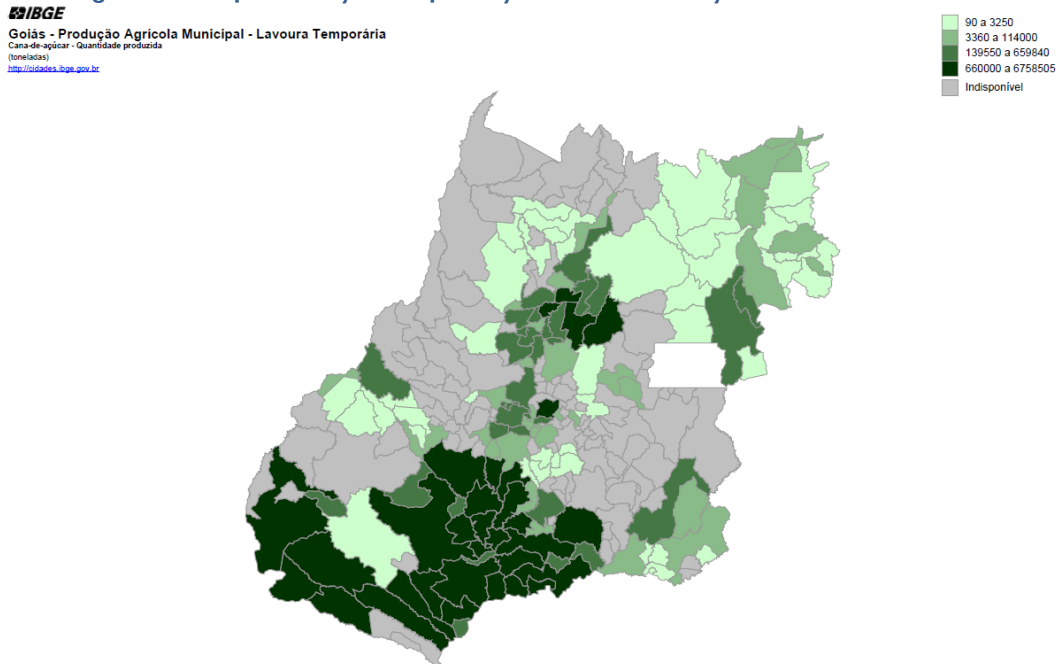 IBGE
Goiás - Produção Agrícola Municipal - Lavoura Temporária
Cana-de-açúcar - Quantidade produzida
(toneladas)
http://cidades.ibge.gov.br
90 a 3250
3360 a 114000
139550 a 659840
660000 a 6758505
Indisponível